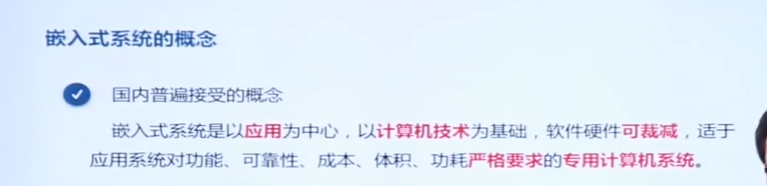 嵌入式系统的概念
国内普遍接受的概念
嵌入式系统是以应用为中心，以计算机技术为基础，软件硬件可裁减，适于
应用系统对功能、可靠性、成本、体积、功耗严格要求的专用计算机系统。